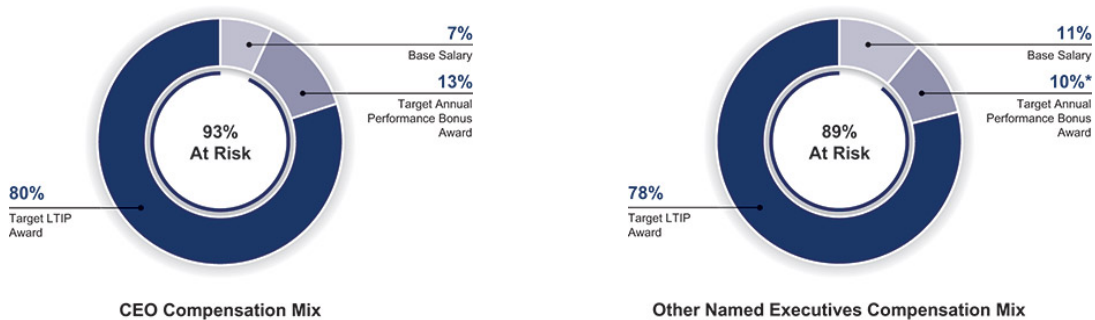 7%
Base Salary
13%
Target Annual
Performance Bonus
Award
93%
At Risk
80%
Target LTIP
Award
CEO Compensation Mix
11%
Base Salary
10%*
Target Annual
Performance Bonus
Award
89%
At Risk
78%
Target LTIP
Award
Other Named Executives Compensation Mix